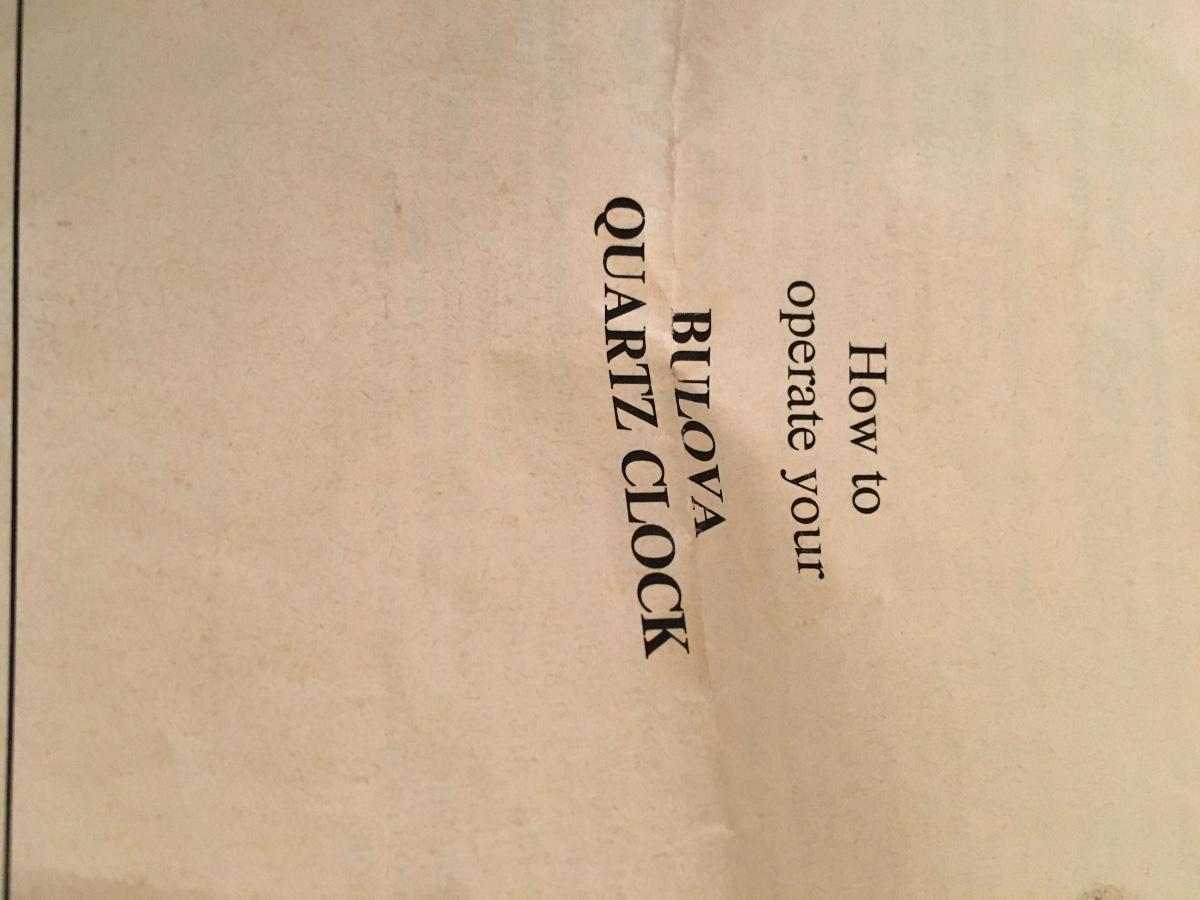 How to
operate your
BULOVA
QUARTZ CLOCK